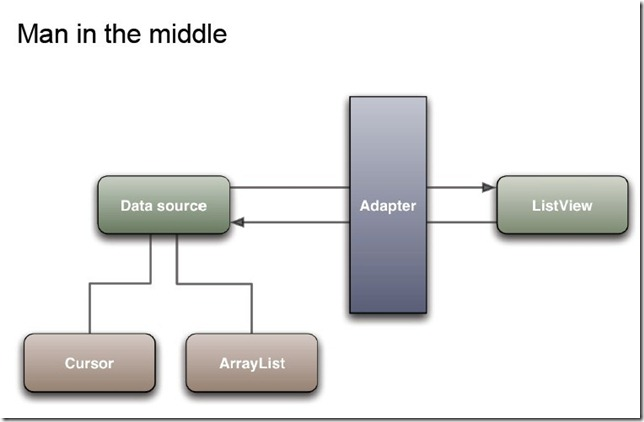 Man in the middle
Data source
Adapter
ListView
Cursor
ArrayList